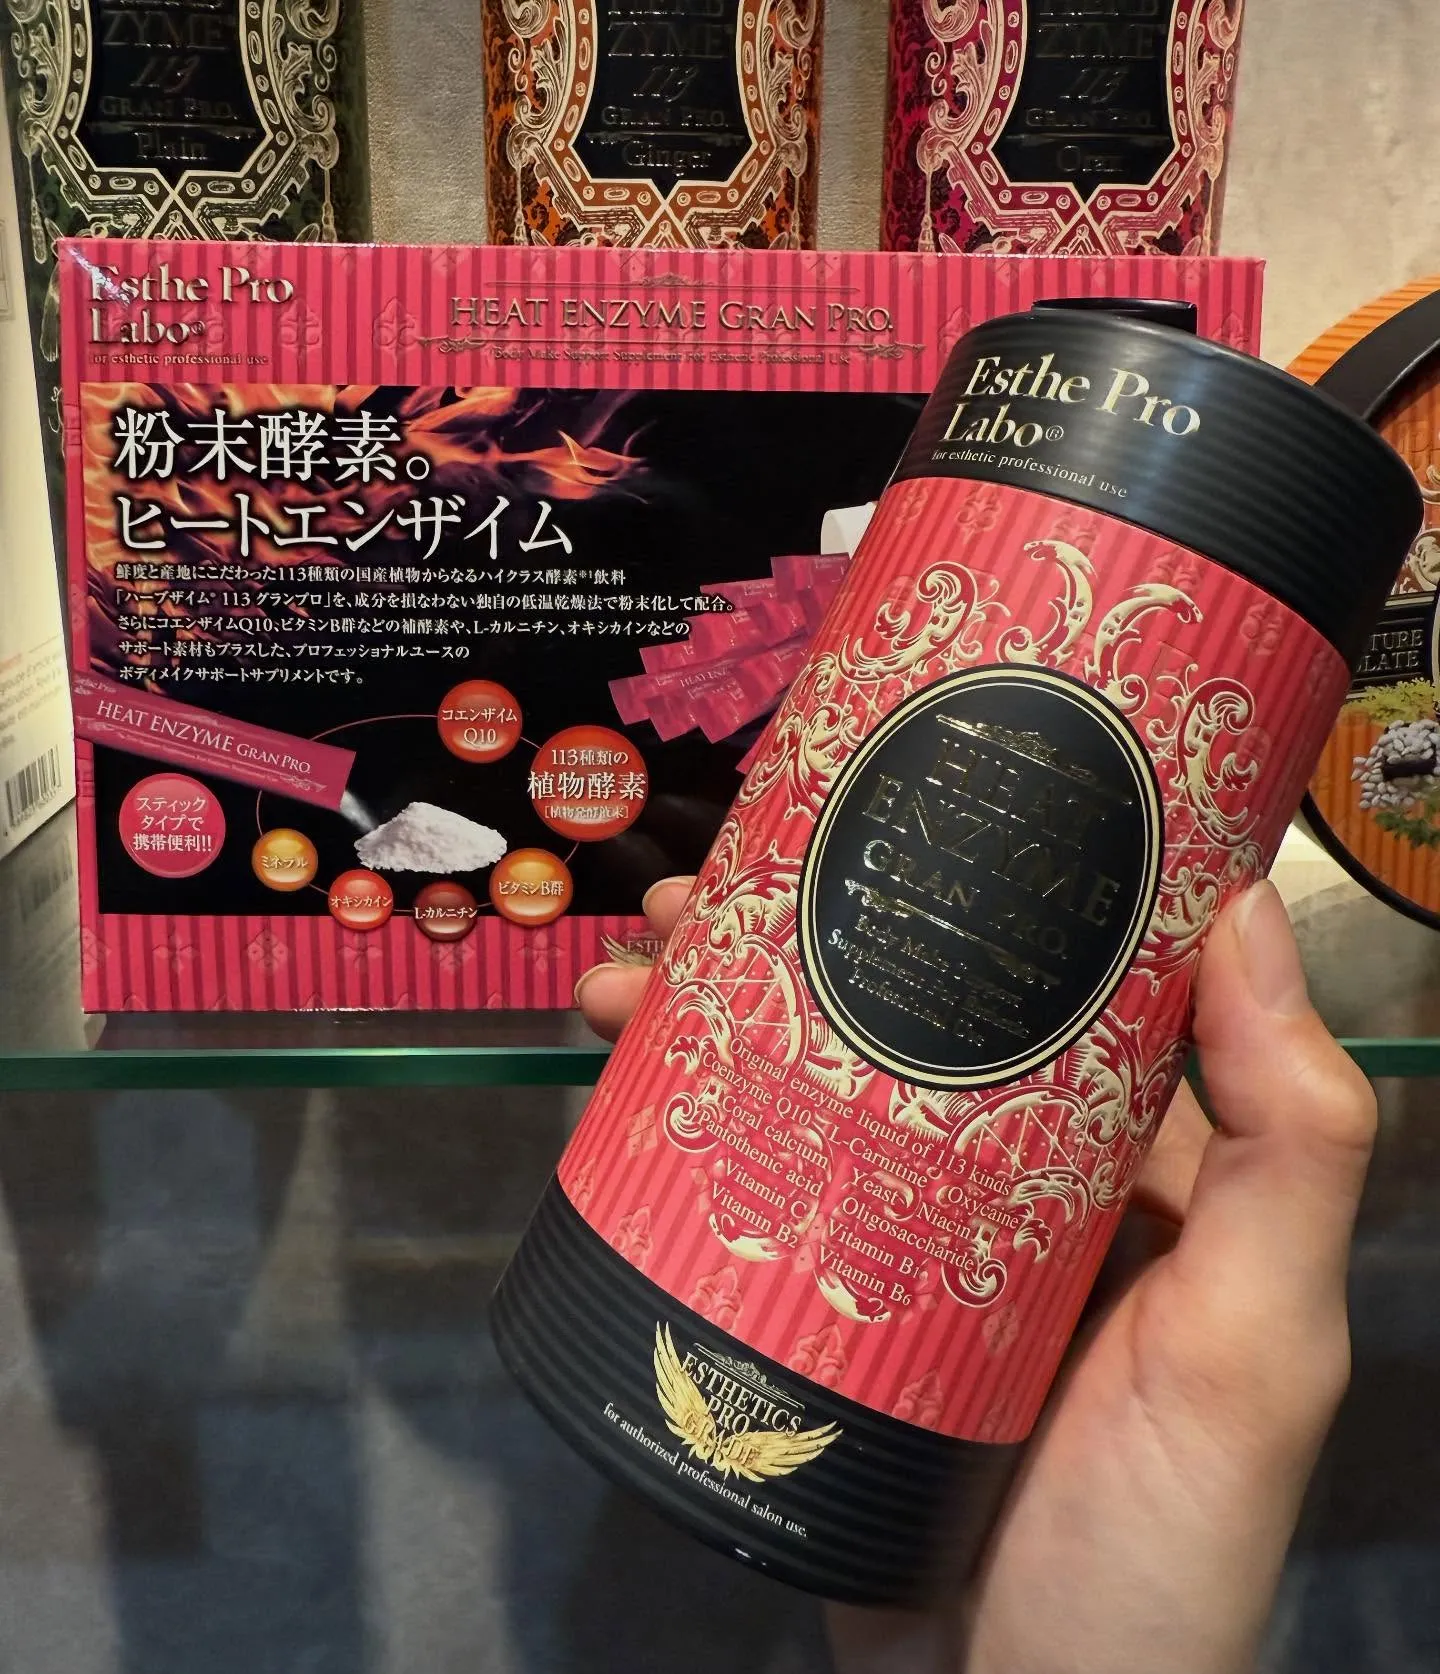 ZYME
113
GRAN PRO.
Plain
ZYME
113
GRAN PRO.
Ginger
ZYME
113
GRAN PRO.
Esthe Pro
Labo®
for esthetic professional use
HEAT ENZYME GRAN PRO.
Body Make Support Supplement For Esthetic Professional Use
粉末酵素。
ヒートエンザイム
鮮度と産地にこだわった113種類の国産植物からなるハイクラス酵素※1飲料
「ハーブザイム® 113 グランプロ」を、成分を損なわない独自の低温乾燥法で粉末化して配合。
さらにコエンザイムQ10、ビタミンB群などの補酵素や、L-カルニチン、オキシカインなどの
サポート素材もプラスした、プロフェッショナルユースの
ボディメイクサポートサプリメントです。
HEAT ENZYME GRAN PRO.
スティック
タイプで
携帯便利!!
コエンザイム
Q10
113種類の
植物酵素
[植物発酵液末]
ミネラル
オキシカイン
L-カルニチン
ビタミンB群
Esthe Pro
Labo®
for esthetic professional use
HEAT
ENZYME
GRAN PRO.
Body Make Support
Supplement For Esthetic
Professional Use
Original enzyme liquid of 113 kinds
Coenzyme Q10 L-Carnitine Oxycaine
Coral calcium Yeast Niacin
Pantothenic acid Oligosaccharide
Vitamin C Vitamin B1
Vitamin B2 Vitamin B6
ESTHETICS
PRO
GRADE
for authorized professional salon use.